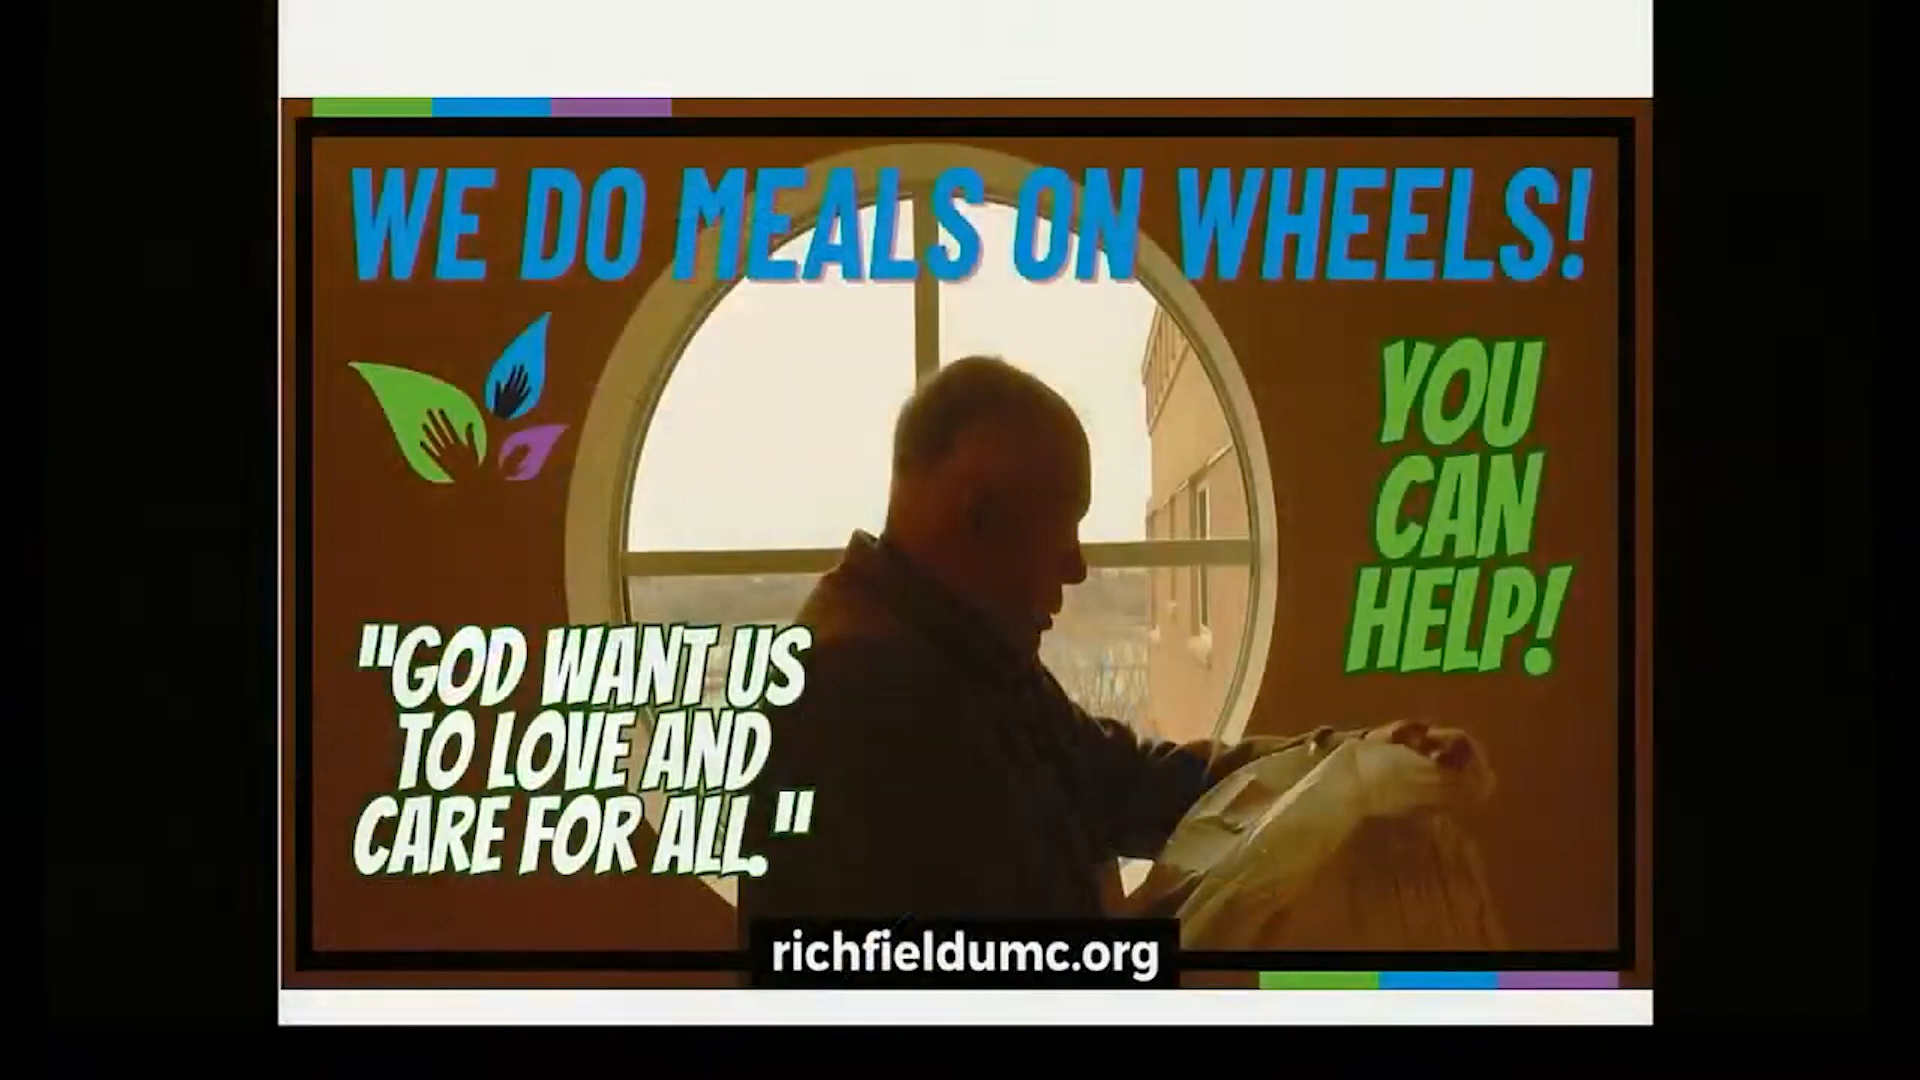 WE DO MEALS ON WHEELS!
YOU
CAN
HELP!
"GOD WANT US
TO LOVE AND
CARE FOR ALL."
richfieldumc.org